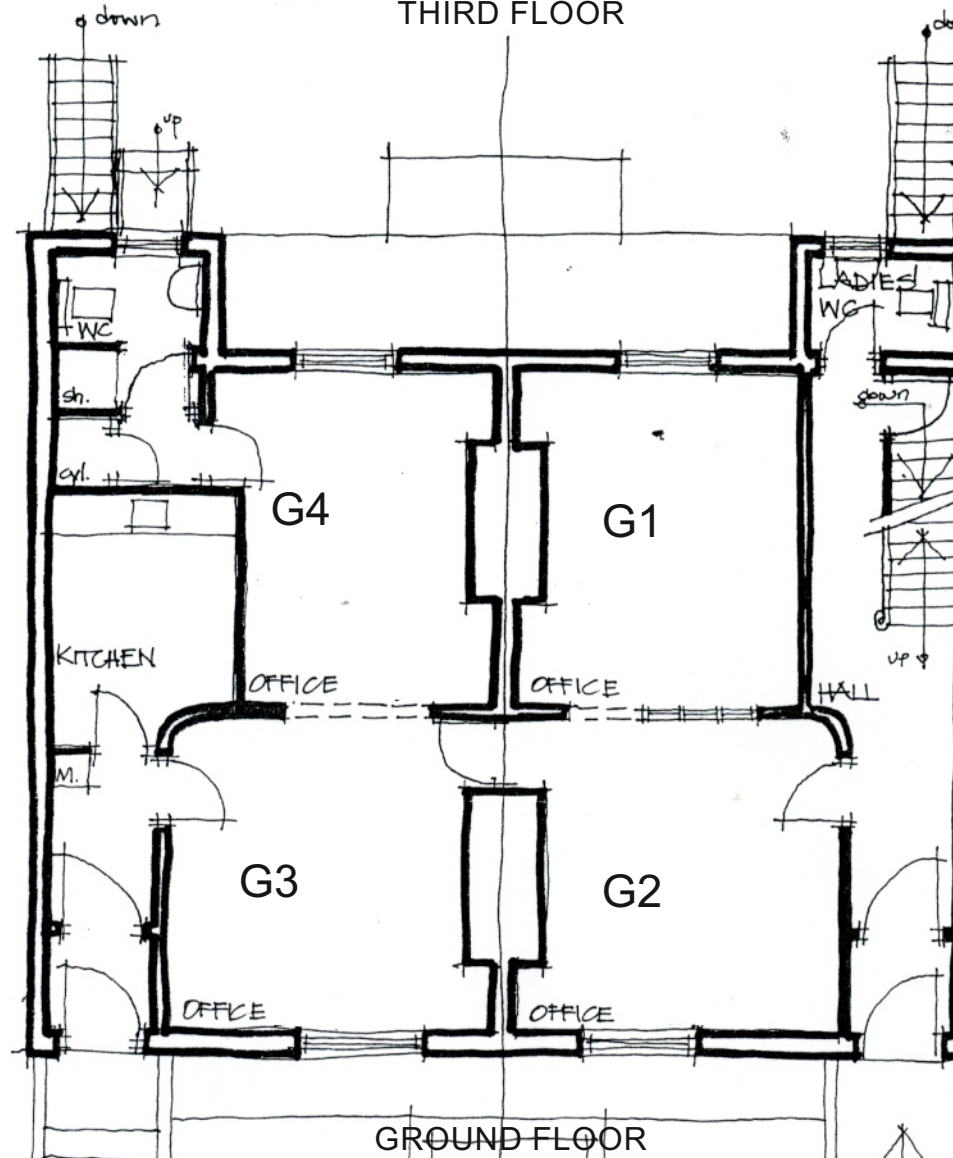 THIRD FLOOR
down
up
LADIES
WC
WC
down
sh.
cyl.
G4
G1
KITCHEN
OFFICE
OFFICE
up
HALL
M.
G3
G2
OFFICE
OFFICE
GROUND FLOOR